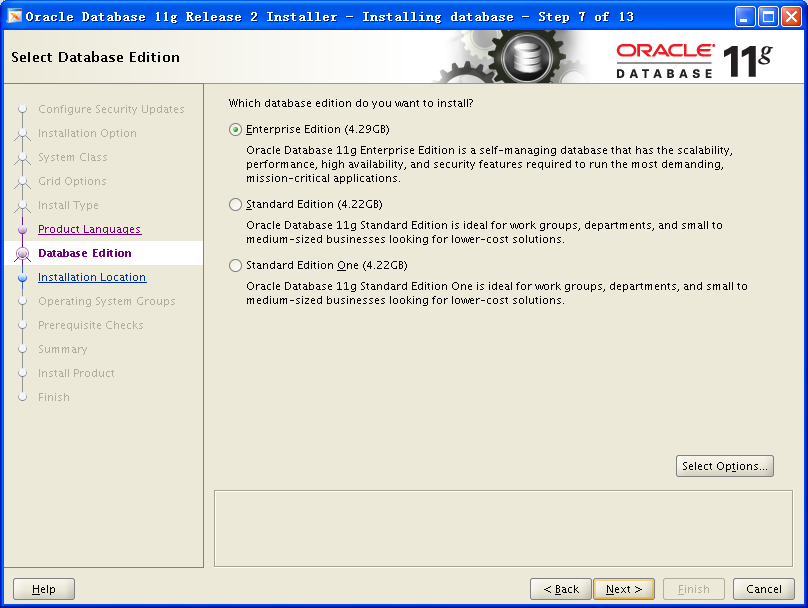 Oracle Database 11g Release 2 Installer - Installing database - Step 7 of 13
Select Database Edition
ORACLE
DATABASE
11g
Configure Security Updates
Installation Option
System Class
Grid Options
Install Type
Product Languages
Database Edition
Installation Location
Operating System Groups
Prerequisite Checks
Summary
Install Product
Finish
Which database edition do you want to install?
Enterprise Edition (4.29GB)
Oracle Database 11g Enterprise Edition is a self-managing database that has the scalability,
performance, high availability, and security features required to run the most demanding,
mission-critical applications.
Standard Edition (4.22GB)
Oracle Database 11g Standard Edition is ideal for work groups, departments, and small to
medium-sized businesses looking for lower-cost solutions.
Standard Edition One (4.22GB)
Oracle Database 11g Standard Edition One is ideal for work groups, departments, and small to
medium-sized businesses looking for lower-cost solutions.
Select Options...
Help
< Back
Next >
Finish
Cancel